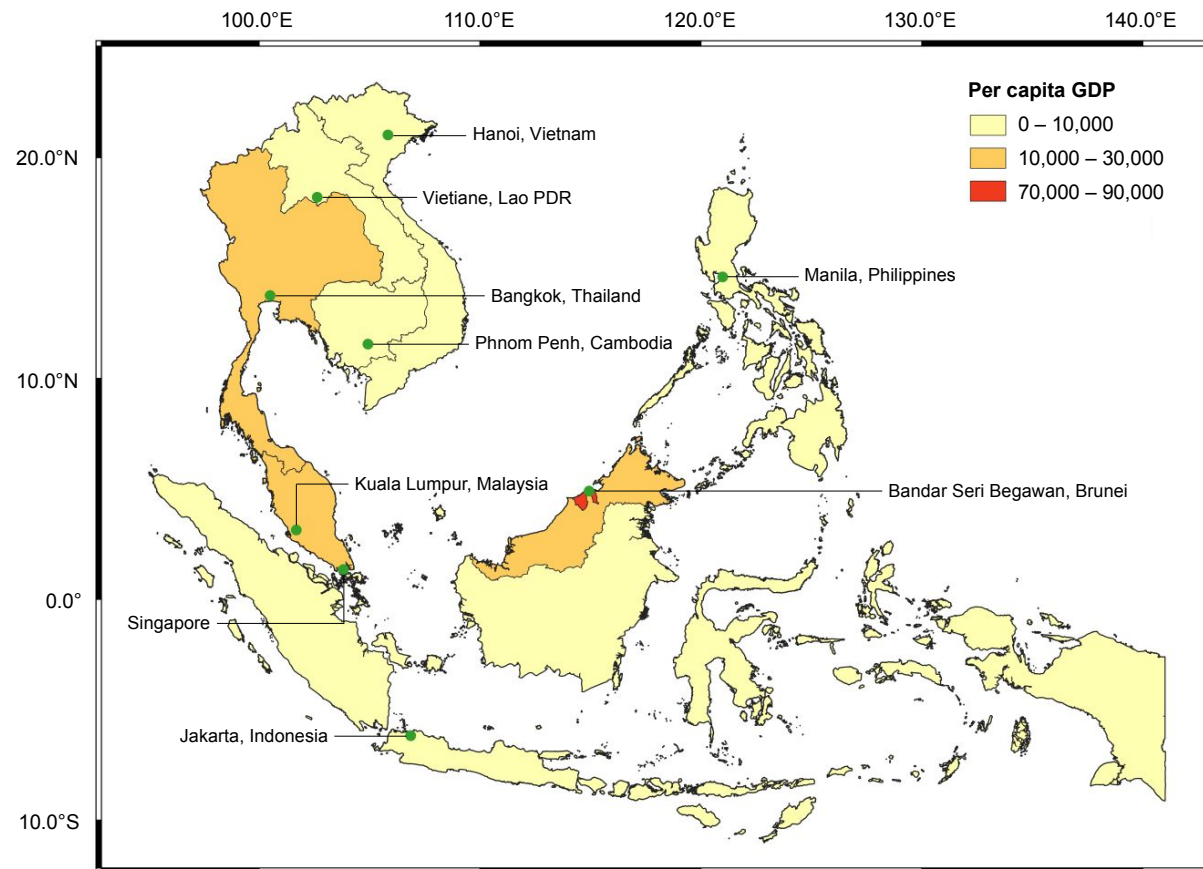 100.0°E
110.0°E
120.0°E
130.0°E
140.0°E
Per capita GDP
0 – 10,000
10,000 – 30,000
70,000 – 90,000
Hanoi, Vietnam
20.0°N
Vietiane, Lao PDR
Manila, Philippines
Bangkok, Thailand
Phnom Penh, Cambodia
10.0°N
Kuala Lumpur, Malaysia
Bandar Seri Begawan, Brunei
0.0°
Singapore
Jakarta, Indonesia
10.0°S